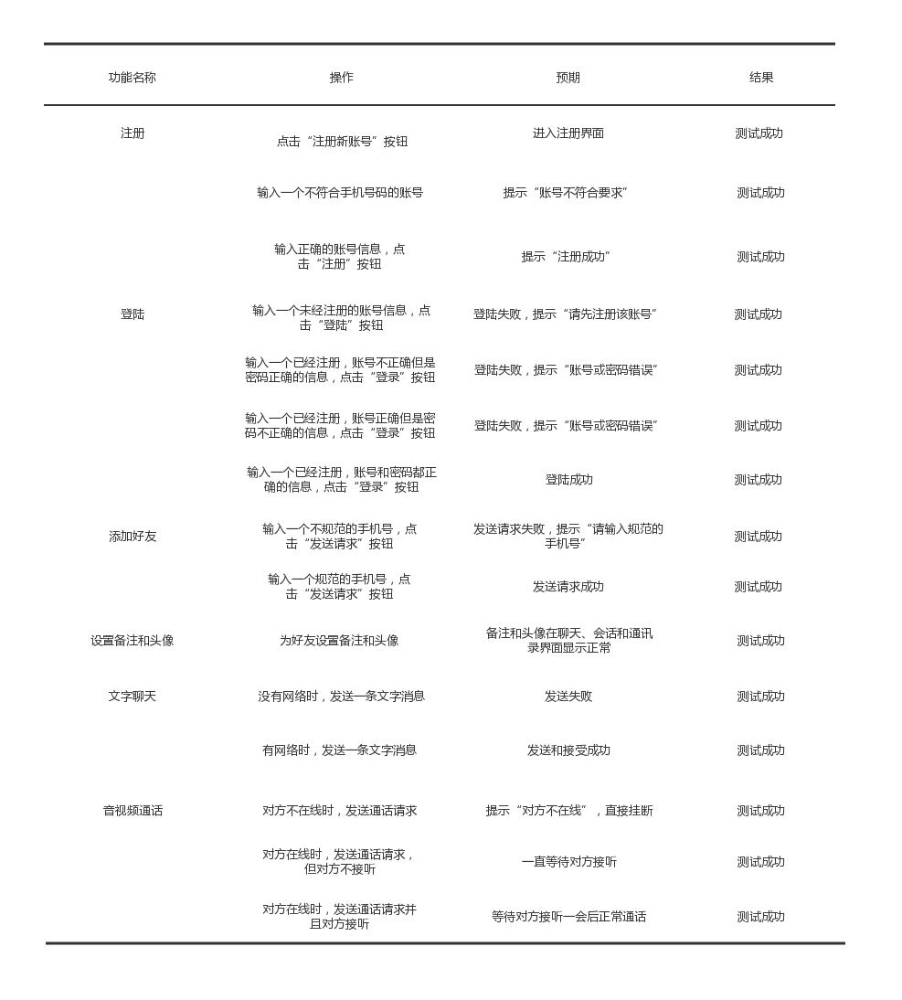 功能名称 操作 预期 结果
注册 点击“注册新账号”按钮 进入注册界面 测试成功
输入一个不符合手机号码的账号 提示“账号不符合要求” 测试成功
输入正确的账号信息，点
击“注册”按钮
提示“注册成功” 测试成功
登陆
输入一个未经注册的账号信息，点
击“登陆”按钮
登陆失败，提示“请先注册该账号” 测试成功
输入一个已经注册，账号不正确但是
密码正确的信息，点击“登录”按钮
登陆失败，提示“账号或密码错误” 测试成功
输入一个已经注册，账号正确但是密
码不正确的信息，点击“登录”按钮
登陆失败，提示“账号或密码错误” 测试成功
输入一个已经注册，账号和密码都正
确的信息，点击“登录”按钮
登陆成功 测试成功
添加好友
输入一个不规范的手机号，点
击“发送请求”按钮
发送请求失败，提示“请输入规范的
手机号”
测试成功
输入一个规范的手机号，点
击“发送请求”按钮
发送请求成功 测试成功
设置备注和头像 为好友设置备注和头像
备注和头像在聊天、会话和通讯
录界面显示正常
测试成功
文字聊天 没有网络时，发送一条文字消息 发送失败 测试成功
有网络时，发送一条文字消息 发送和接受成功 测试成功
音视频通话 对方不在线时，发送通话请求 提示“对方不在线”，直接挂断 测试成功
对方在线时，发送通话请求，
但对方不接听
一直等待对方接听 测试成功
对方在线时，发送通话请求并
且对方接听
等待对方接听一会后正常通话 测试成功